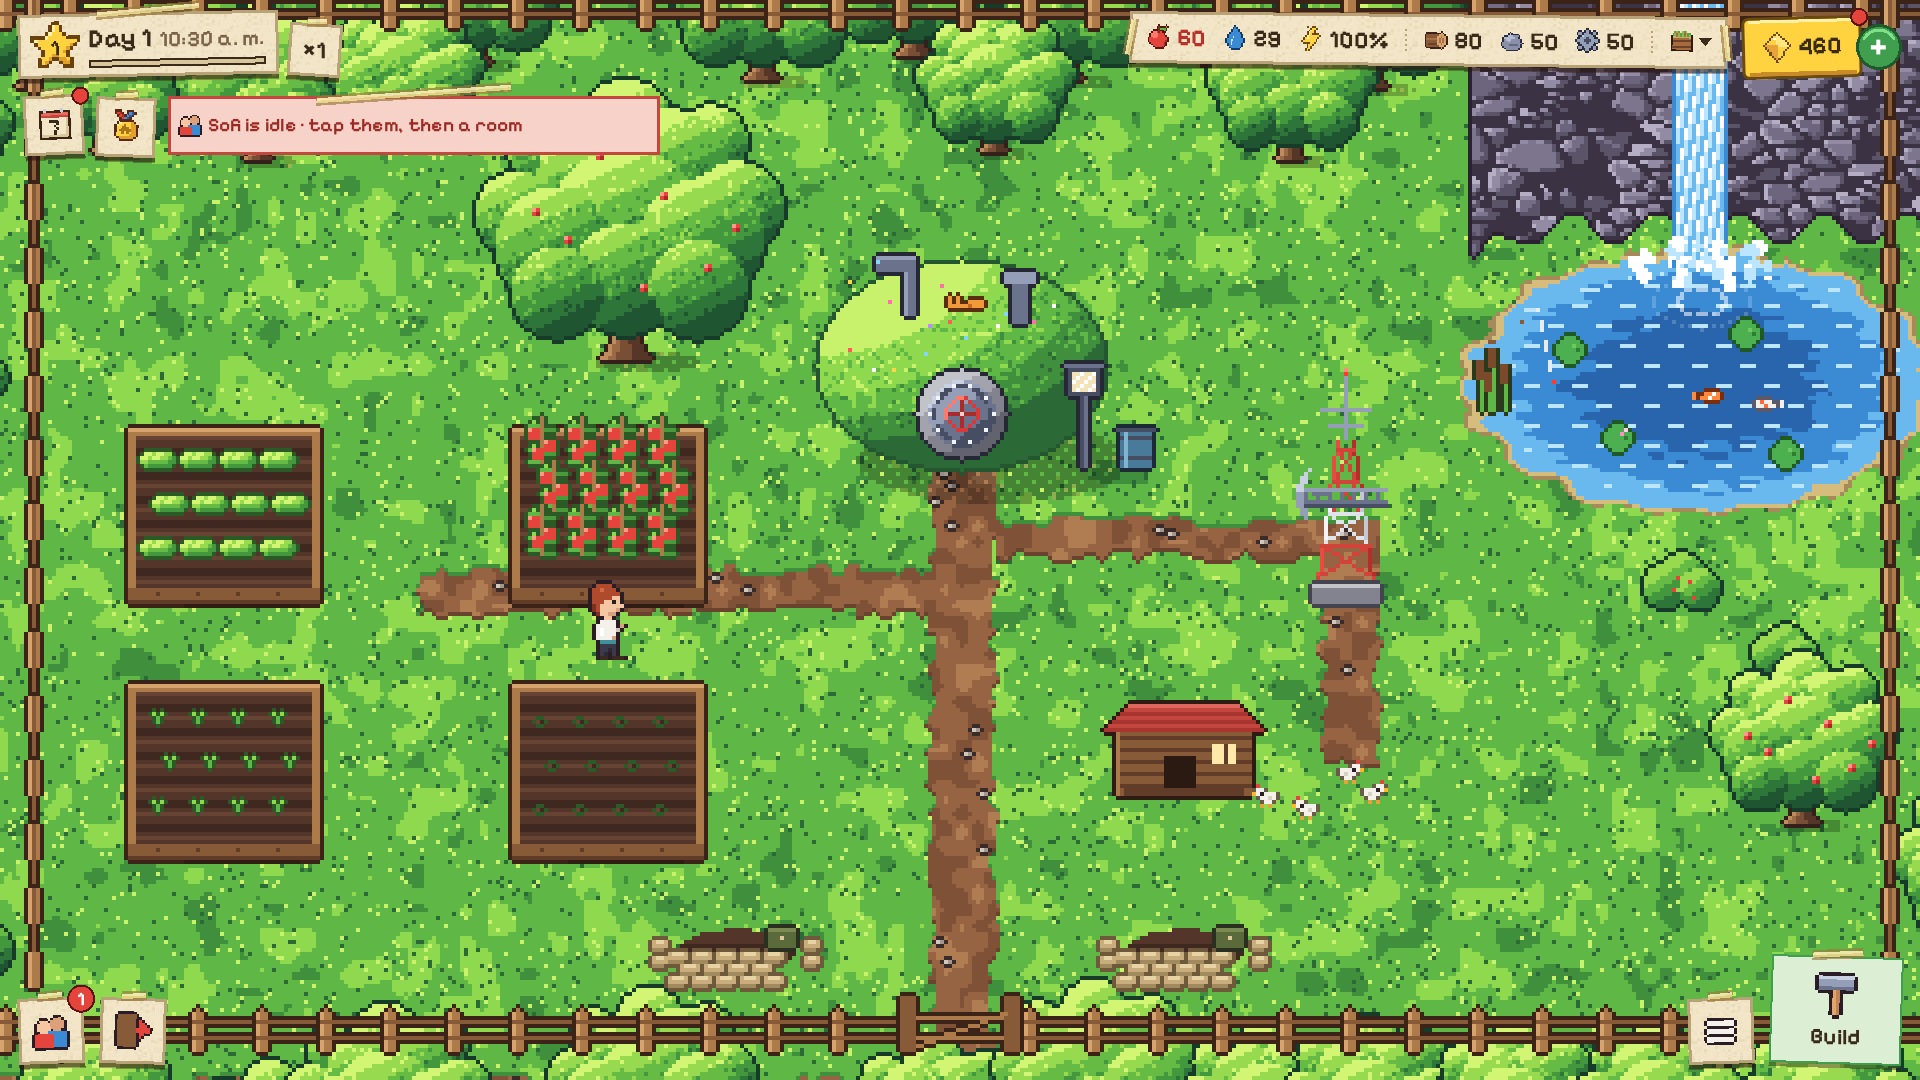 1
Day 1 10:30 a. m.
×1
60 29 100% 80 50 50
460
+
?
Sofi is idle · tap them, then a room
1
Build